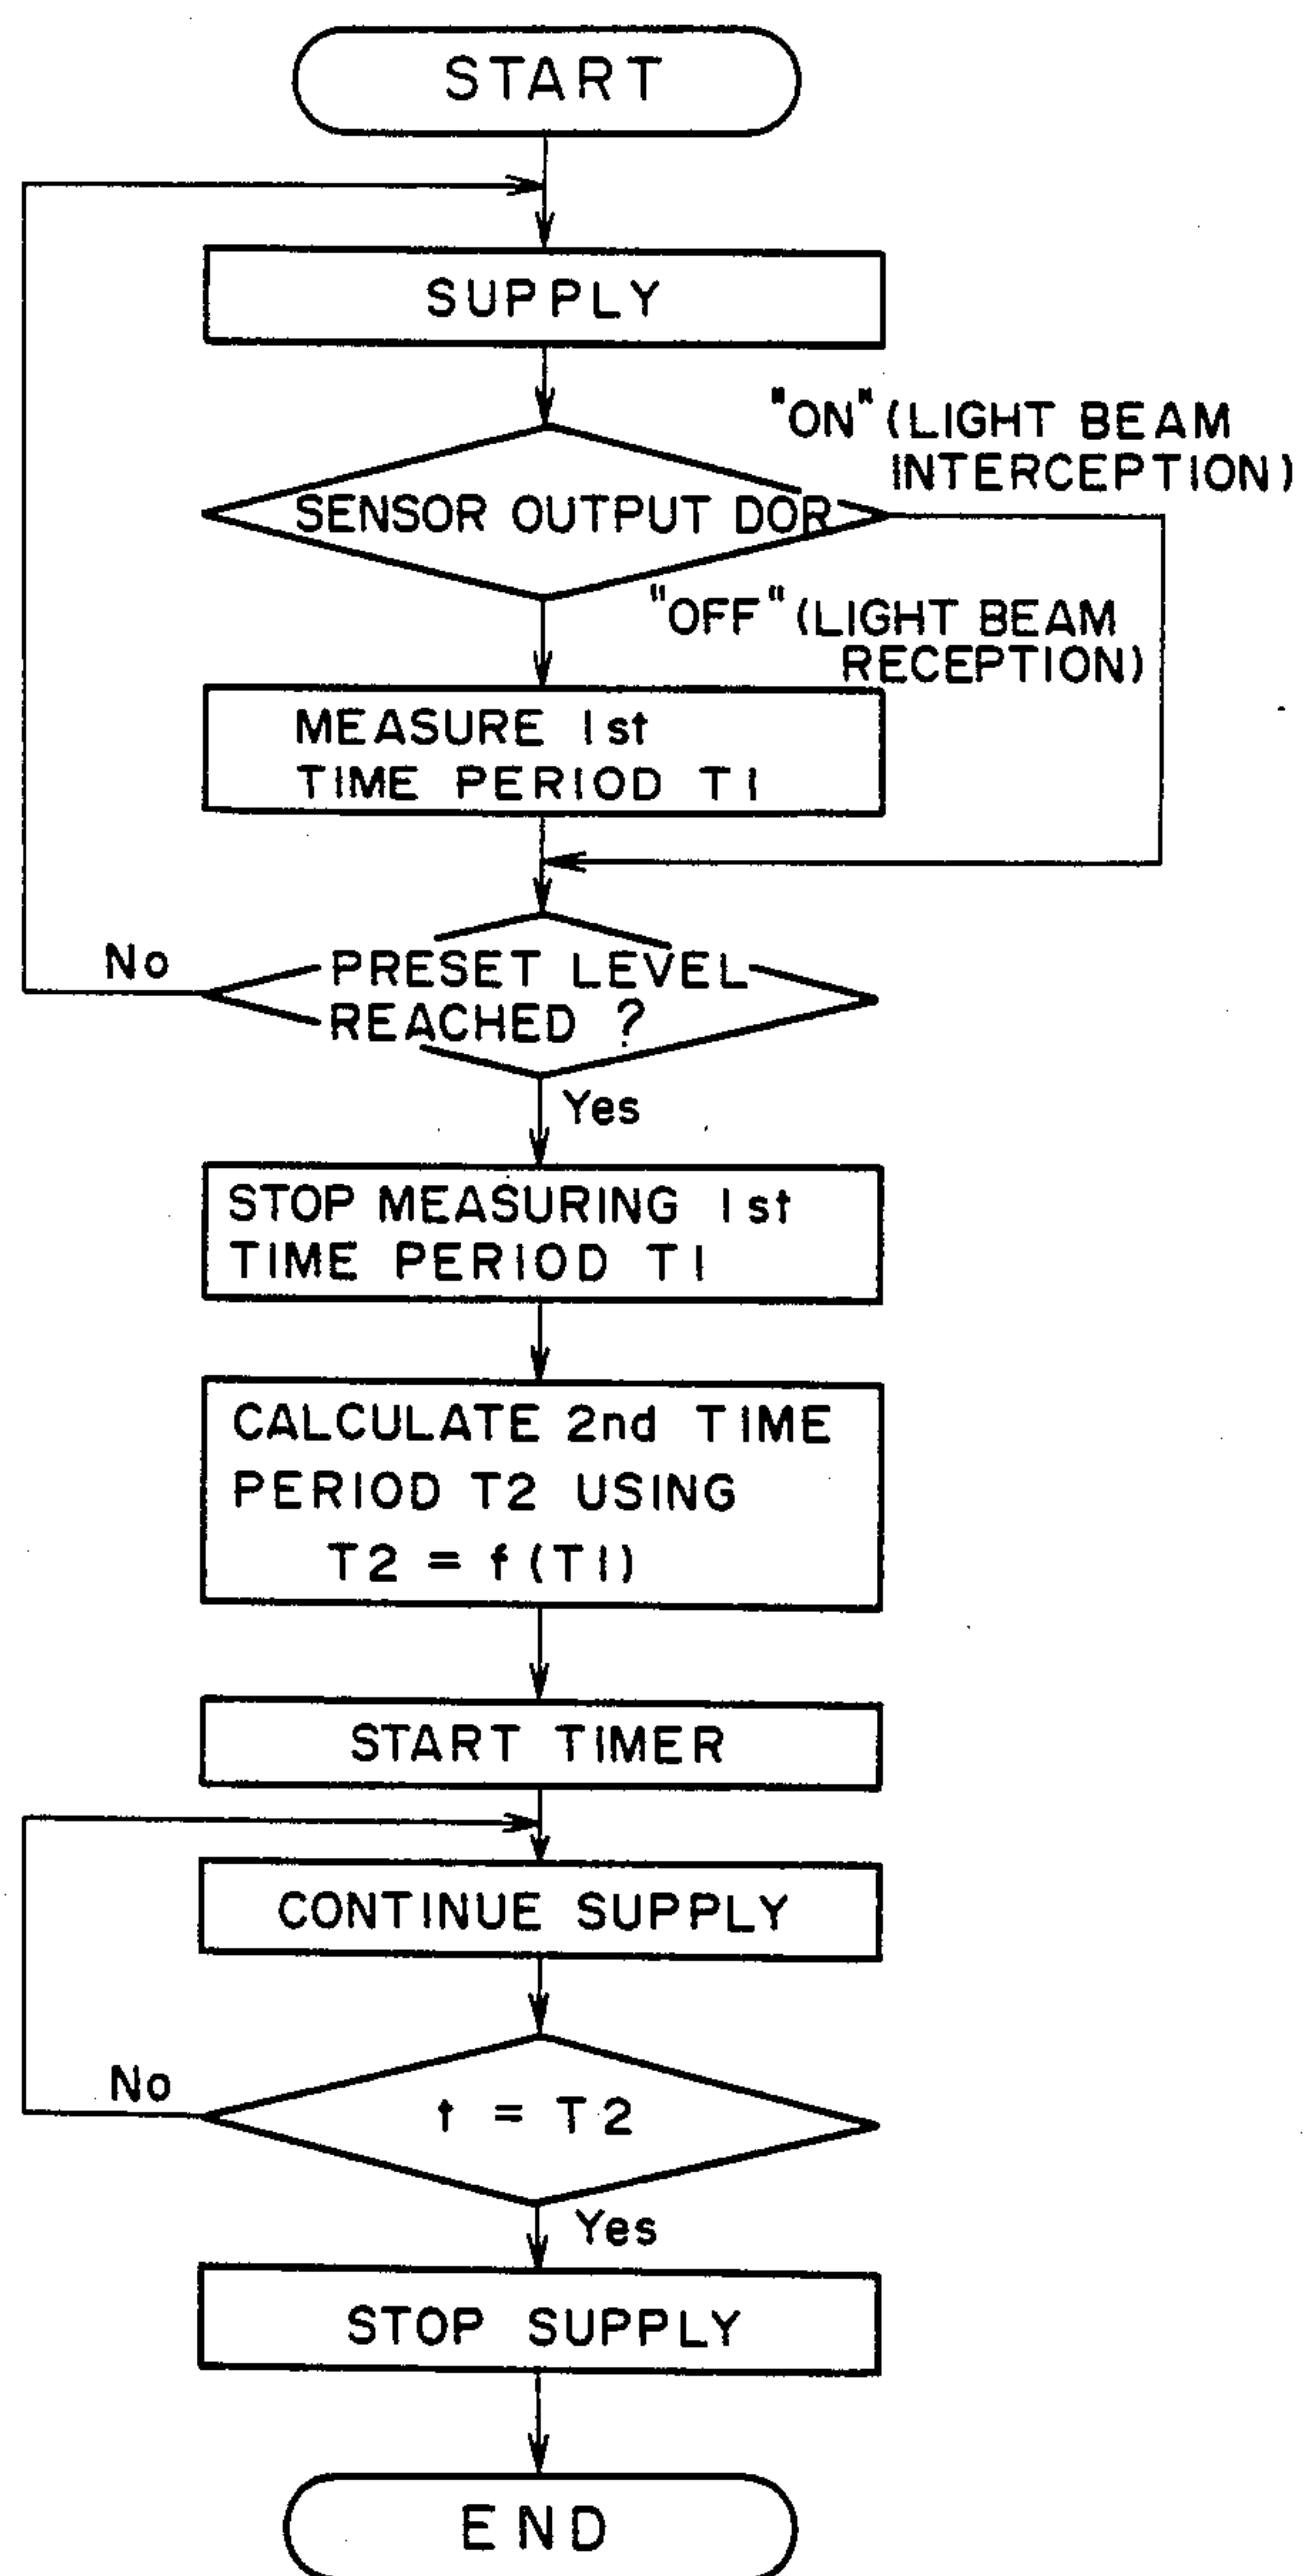 START
SUPPLY
"ON" (LIGHT BEAM
INTERCEPTION)
SENSOR OUTPUT DOR
"OFF" (LIGHT BEAM
RECEPTION)
MEASURE 1st
TIME PERIOD T1
No
PRESET LEVEL
REACHED ?
Yes
STOP MEASURING 1st
TIME PERIOD T1
CALCULATE 2nd TIME
PERIOD T2 USING
T2 = f(T1)
START TIMER
CONTINUE SUPPLY
No
t = T2
Yes
STOP SUPPLY
END